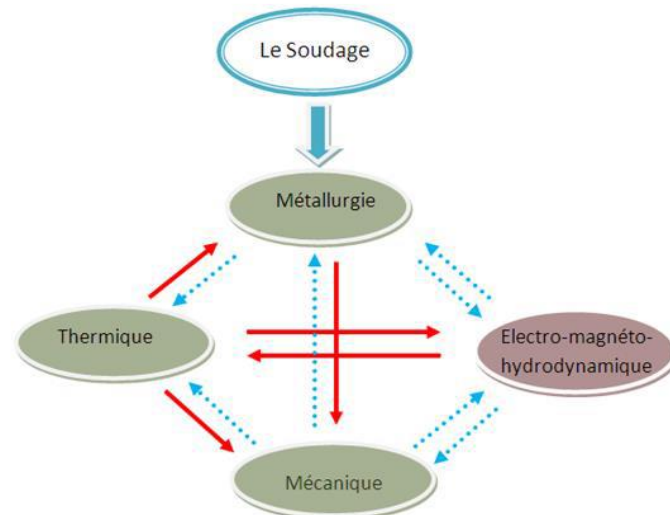 Le Soudage
Métallurgie
Thermique
Electro-magnéto-
hydrodynamique
Mécanique